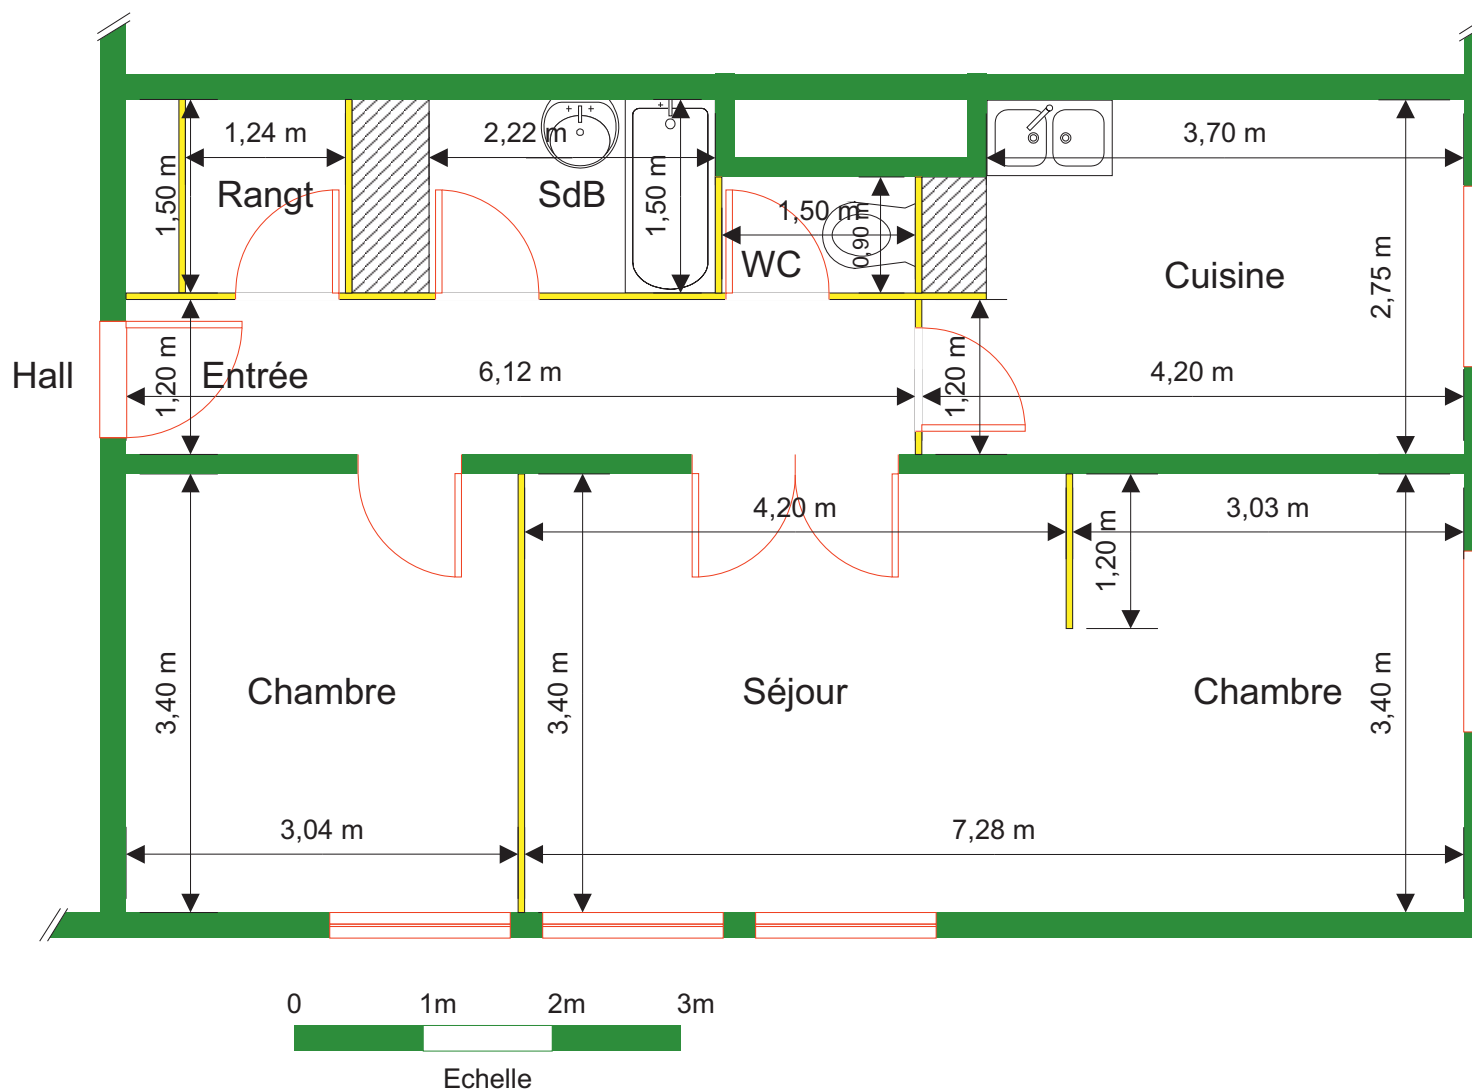 1,24 m
2,22 m
3,70 m
1,50 m
Rangt
SdB
1,50 m
1,50 m
0,90 m
WC
Cuisine
2,75 m
Hall
1,20 m
Entrée
6,12 m
1,20 m
4,20 m
4,20 m
3,03 m
1,20 m
3,40 m
Chambre
3,40 m
Séjour
Chambre
3,40 m
3,04 m
7,28 m
0 1m 2m 3m
Echelle